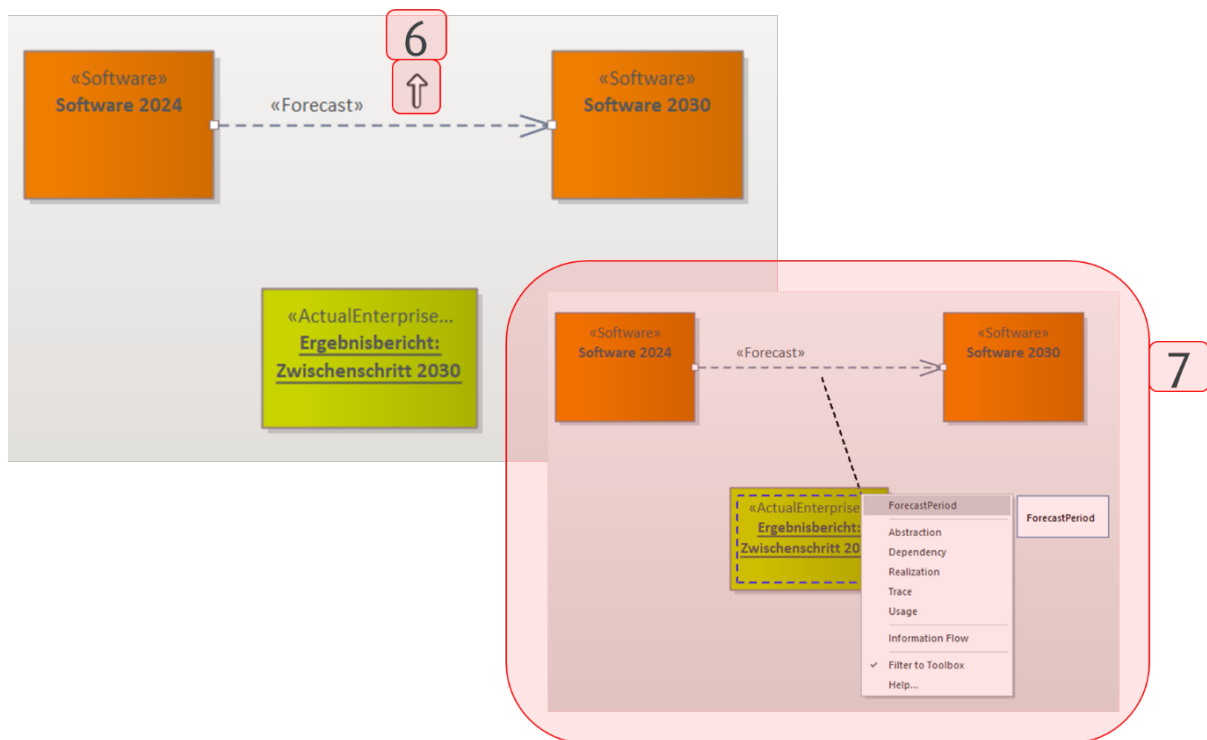 6
«Software»
Software 2024
«Forecast»
«Software»
Software 2030
«ActualEnterprise...
Ergebnisbericht:
Zwischenschritt 2030
7
«Software»
Software 2024
«Forecast»
«Software»
Software 2030
«ActualEnterprise
Ergebnisbericht:
Zwischenschritt 20
ForecastPeriod
Abstraction
Dependency
Realization
Trace
Usage
Information Flow
Filter to Toolbox
Help...
ForecastPeriod